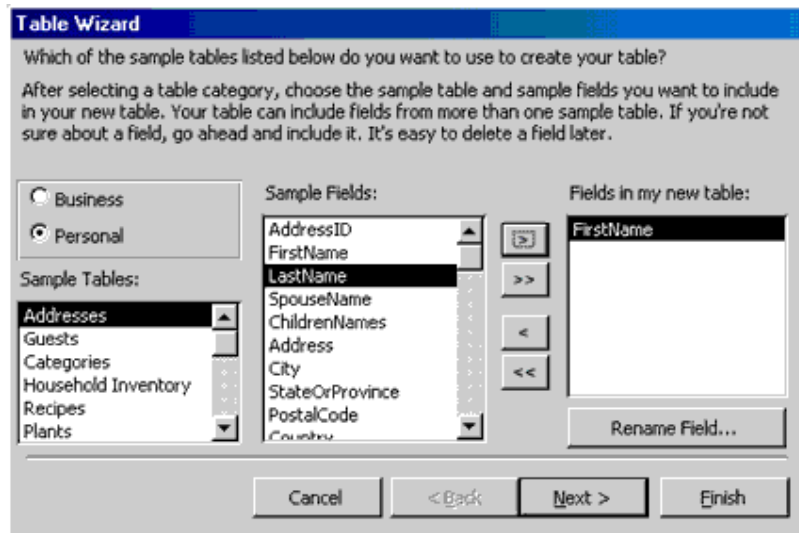 Table Wizard
Which of the sample tables listed below do you want to use to create your table?
After selecting a table category, choose the sample table and sample fields you want to include
in your new table. Your table can include fields from more than one sample table. If you're not
sure about a field, go ahead and include it. It's easy to delete a field later.
Business
Personal
Sample Tables:
Addresses
Guests
Categories
Household Inventory
Recipes
Plants
Sample Fields:
AddressID
FirstName
LastName
SpouseName
ChildrenNames
Address
City
StateOrProvince
PostalCode
Country
>
>>
<
<<
Fields in my new table:
FirstName
Rename Field...
Cancel
< Back
Next >
Finish